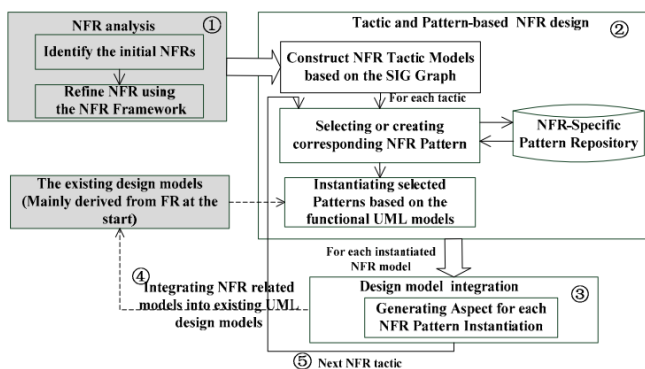 NFR analysis
①
Identify the initial NFRs
Refine NFR using
the NFR Framework
Tactic and Pattern-based NFR design
②
Construct NFR Tactic Models
based on the SIG Graph
For each tactic
Selecting or creating
corresponding NFR Pattern
NFR-Specific
Pattern Repository
Instantiating selected
Patterns based on the
functional UML models
The existing design models
(Mainly derived from FR at the
start)
For each instantiated
NFR model
④
Integrating NFR related
models into existing UML
design models
Design model integration
③
Generating Aspect for each
NFR Pattern Instantiation
⑤ Next NFR tactic